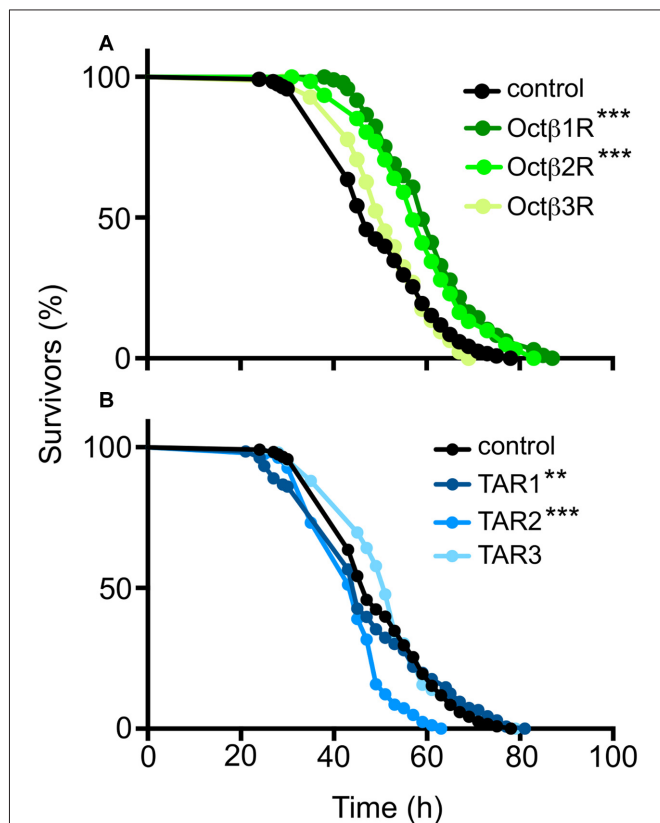 A
100
50
0
control
Octβ1R***
Octβ2R***
Octβ3R
Survivors (%)
B
100
50
0
control
TAR1**
TAR2***
TAR3
0 20 40 60 80 100
Time (h)